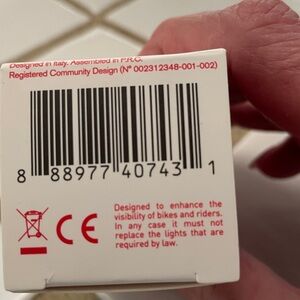 Designed in Italy. Assembled in P.R.C.
Registered Community Design (N° 002312348-001-002)
8 88977 40743 1
CE
Designed to enhance the
visibility of bikes and riders.
In any case it must not
replace the lights that are
required by law.